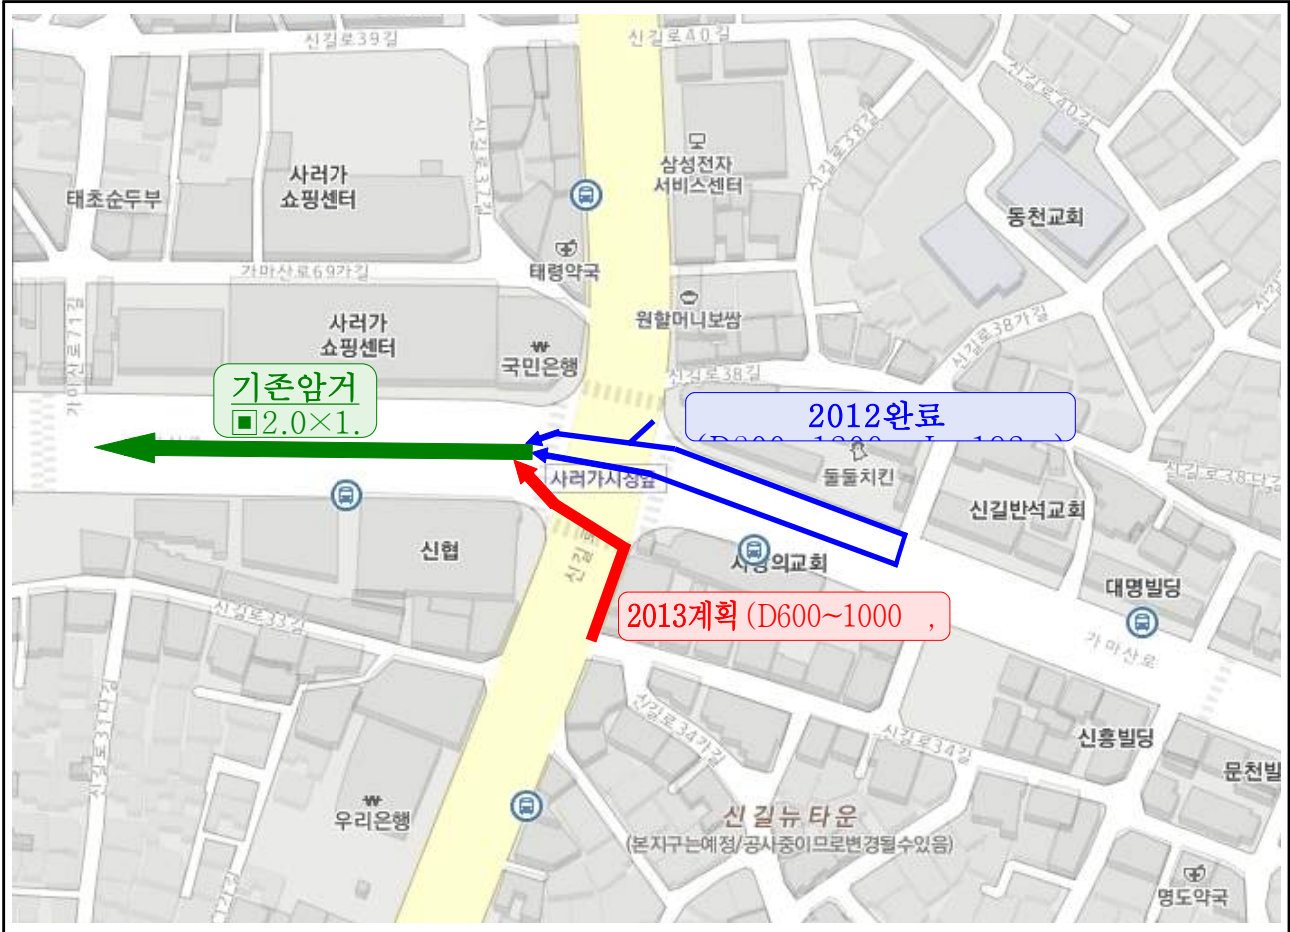 신길로39길
신길로40길
신길로40길
신길로37길
신길로38길
삼성전자
서비스센터
사러가
쇼핑센터
태초순두부
동천교회
태령약국
가마산로69가길
원할머니보쌈
가마산로71길
사러가
쇼핑센터
국민은행
신길로38가길
신길로38길
기존암거
▣2.0×1.
2012완료
둘둘치킨
사러가시장앞
신길반석교회
신협
신길로
의교회
대명빌딩
2013계획 (D600~1000 ,
신길로33길
가마산로
신길로31다길
신길로34가길
신길로34길
신흥빌딩
문천빌
우리은행
신길뉴타운
(본지구는예정/공사중이므로변경될수있음)
명도약국